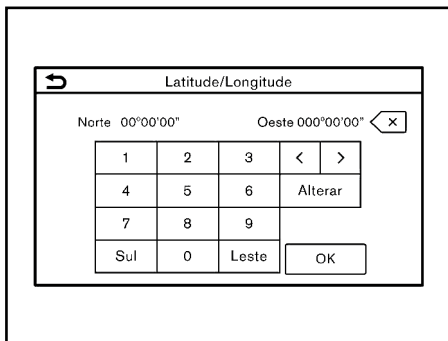 Latitude/Longitude
Norte 00°00'00" Oeste 000°00'00" ×
1 2 3 < >
4 5 6 Alterar
7 8 9
Sul 0 Leste OK